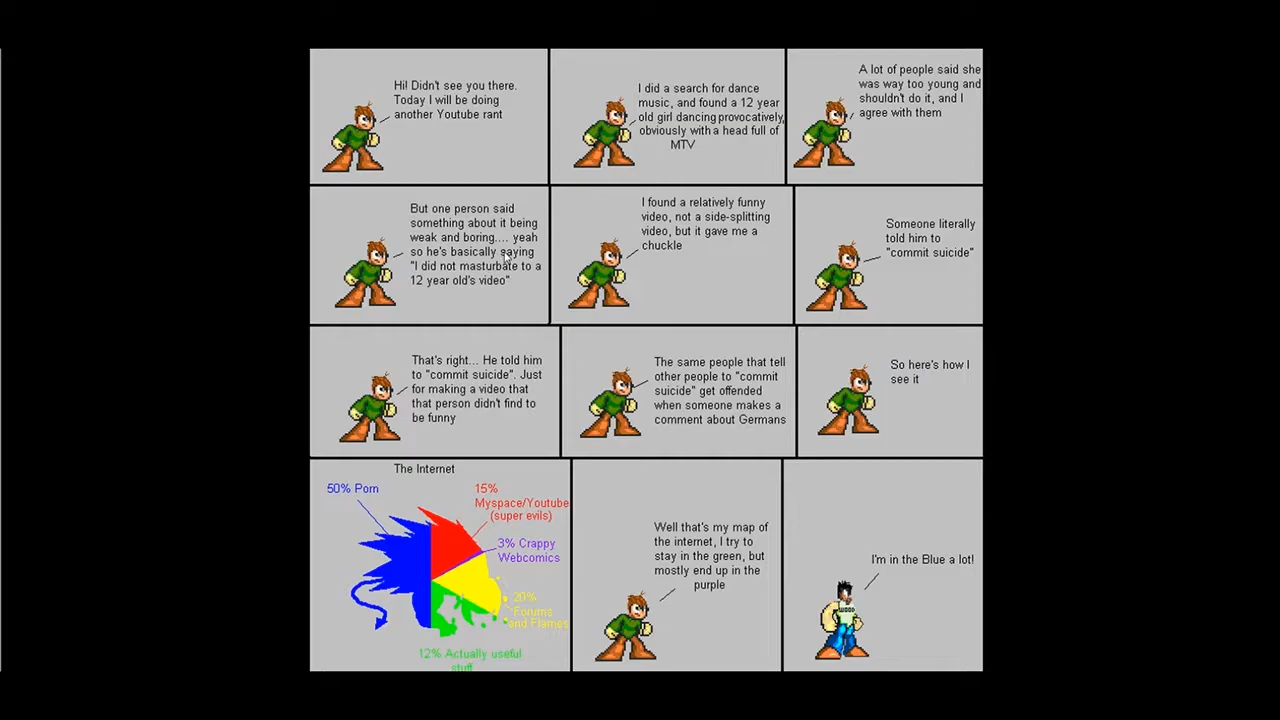 Hi! Didn't see you there.
Today I will be doing
another Youtube rant
I did a search for dance
music, and found a 12 year
old girl dancing provocatively,
obviously with a head full of
MTV
A lot of people said she
was way too young and
shouldn't do it, and I
agree with them
But one person said
something about it being
weak and boring.... yeah
so he's basically saying
"I did not masturbate to a
12 year old's video"
I found a relatively funny
video, not a side-splitting
video, but it gave me a
chuckle
Someone literally
told him to
"commit suicide"
That's right... He told him
to "commit suicide". Just
for making a video that
that person didn't find to
be funny
The same people that tell
other people to "commit
suicide" get offended
when someone makes a
comment about Germans
So here's how I
see it
The Internet
50% Porn
15%
Myspace/Youtube
(super evils)
3% Crappy
Webcomics
20%
Forums
and Flames
12% Actually useful
stuff
Well that's my map of
the internet, I try to
stay in the green, but
mostly end up in the
purple
I'm in the Blue a lot!
WOOD